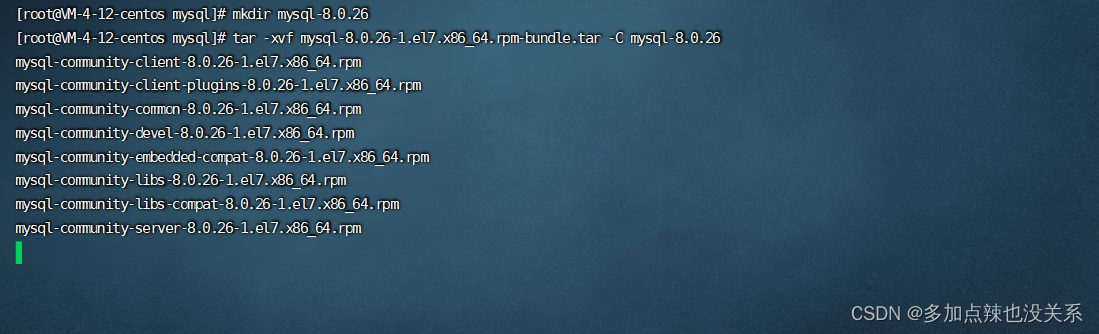 [root@VM-4-12-centos mysql]# mkdir mysql-8.0.26
[root@VM-4-12-centos mysql]# tar -xvf mysql-8.0.26-1.el7.x86_64.rpm-bundle.tar -C mysql-8.0.26
mysql-community-client-8.0.26-1.el7.x86_64.rpm
mysql-community-client-plugins-8.0.26-1.el7.x86_64.rpm
mysql-community-common-8.0.26-1.el7.x86_64.rpm
mysql-community-devel-8.0.26-1.el7.x86_64.rpm
mysql-community-embedded-compat-8.0.26-1.el7.x86_64.rpm
mysql-community-libs-8.0.26-1.el7.x86_64.rpm
mysql-community-libs-compat-8.0.26-1.el7.x86_64.rpm
mysql-community-server-8.0.26-1.el7.x86_64.rpm
CSDN @多加点辣也没关系